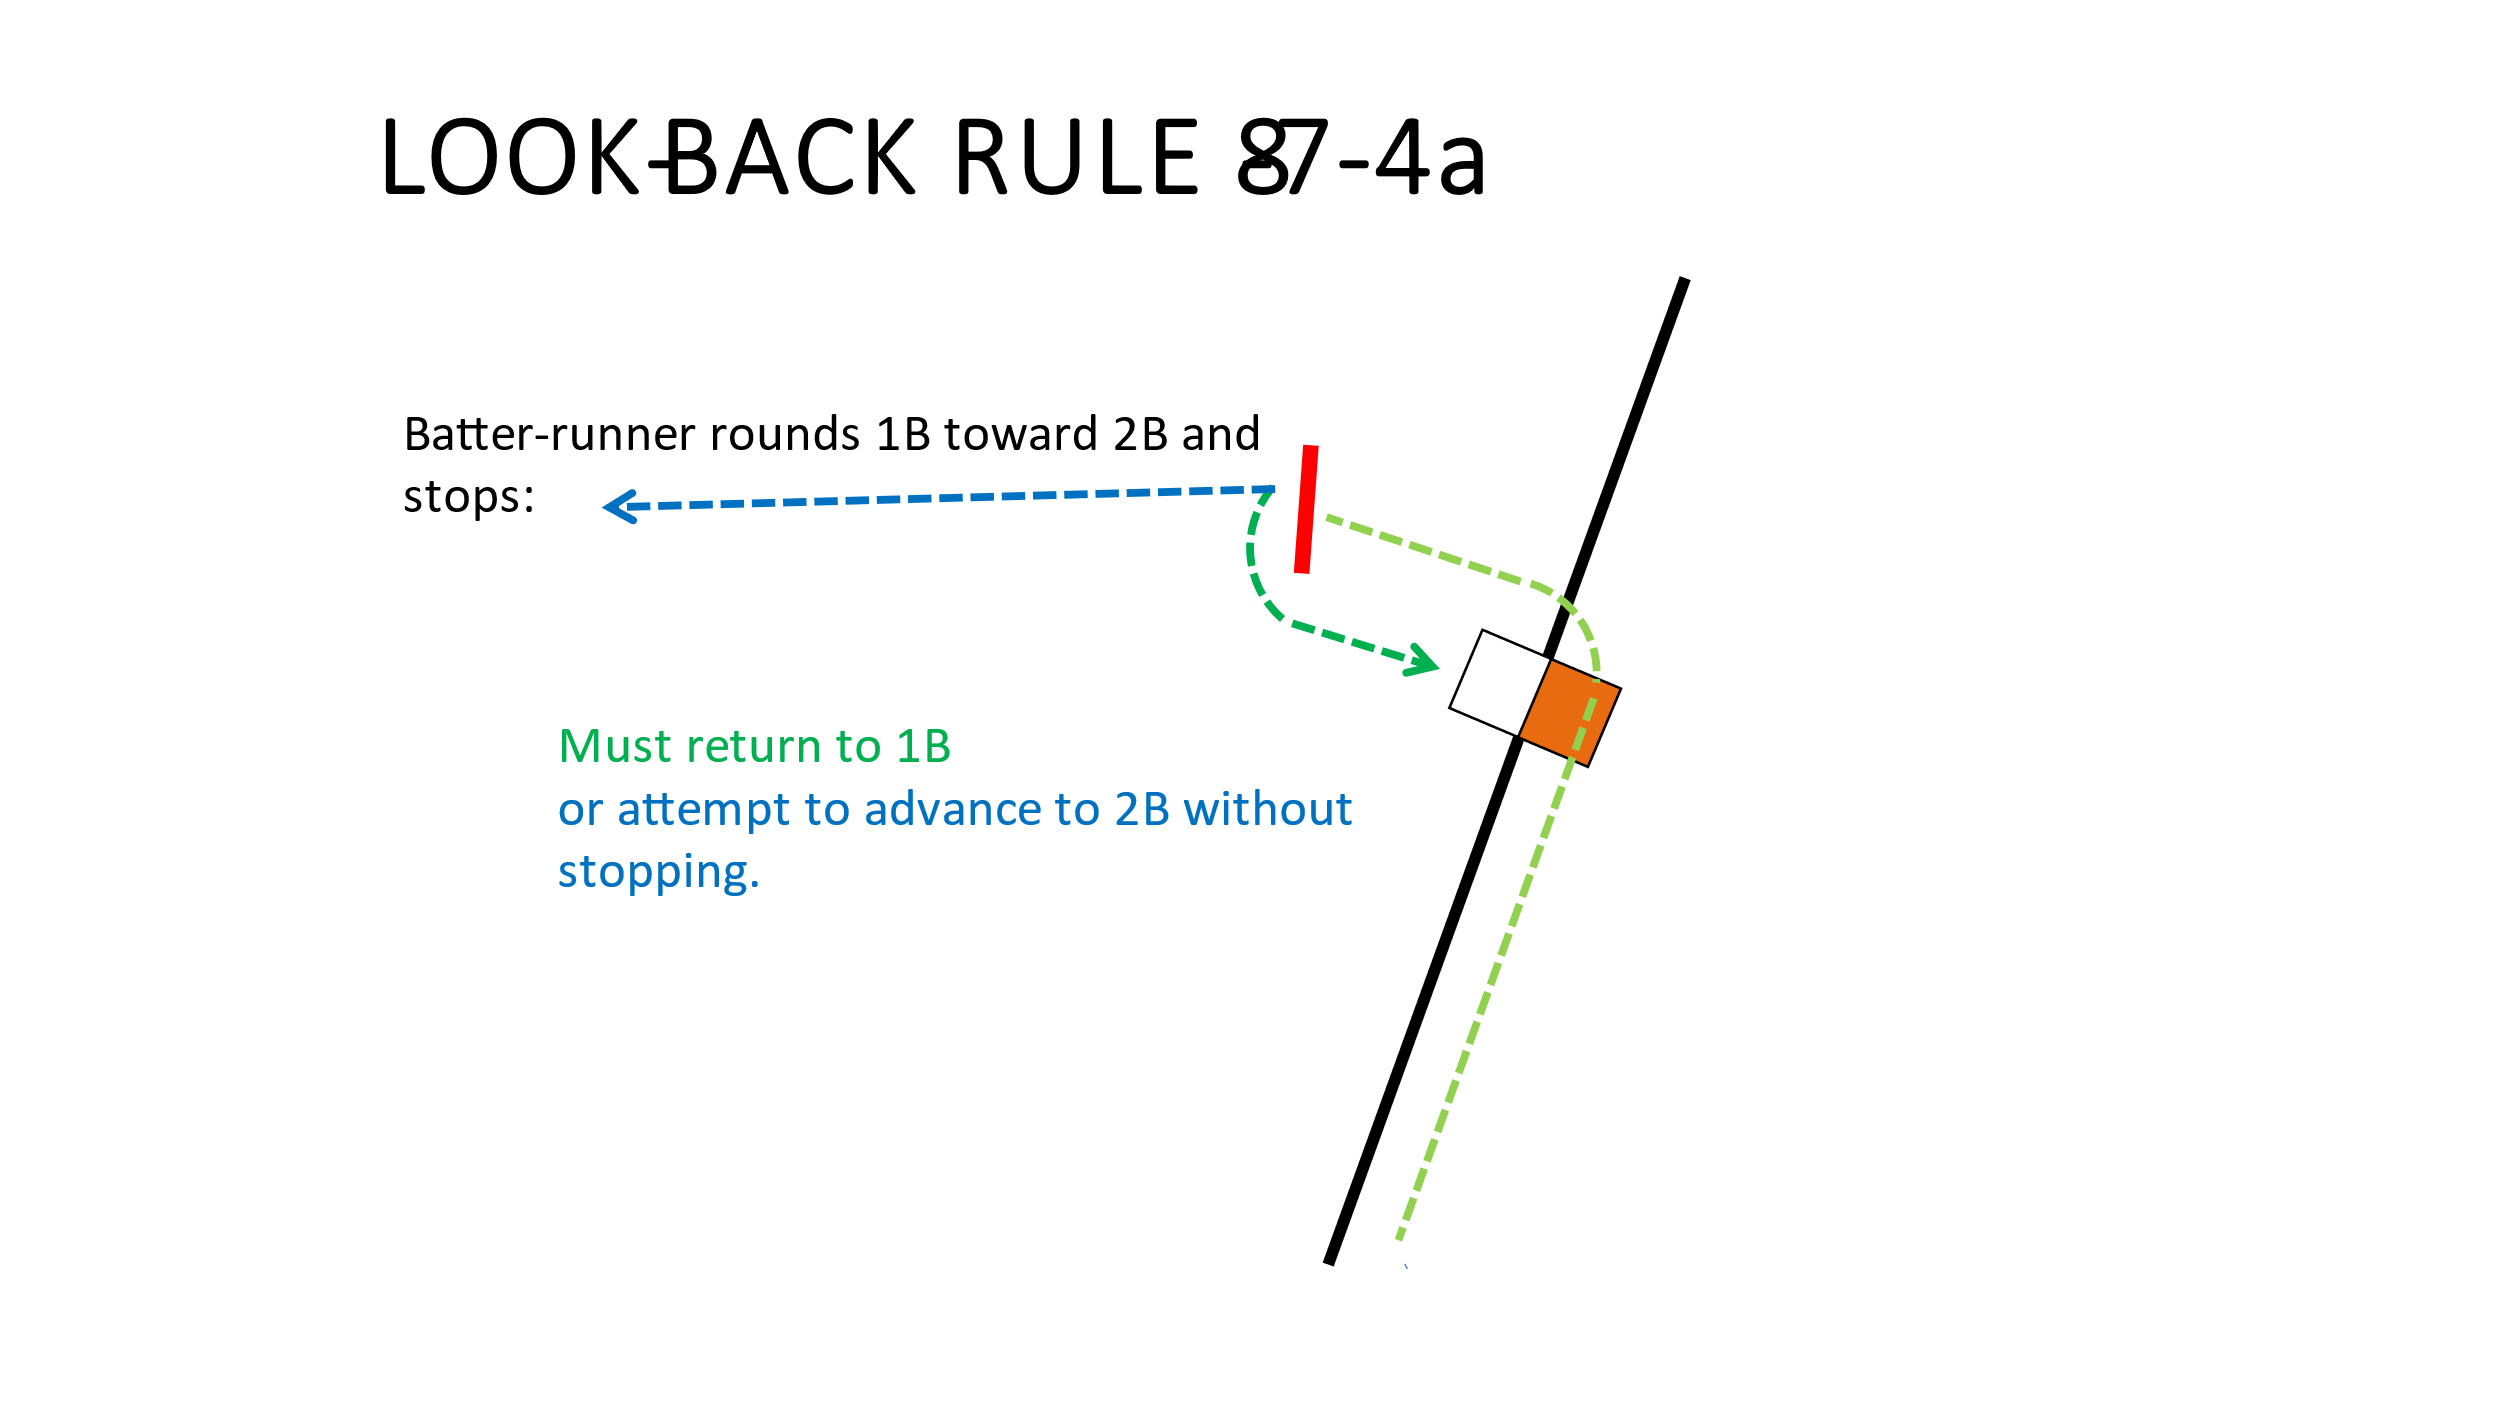 LOOK-BACK RULE 8-7-4a
Batter-runner rounds 1B toward 2B and
stops:
Must return to 1B
or attempt to advance to 2B without
stopping.